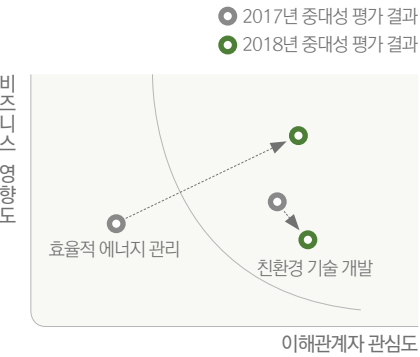 2017년 중대성 평가 결과
2018년 중대성 평가 결과
비즈니스 영향도
효율적 에너지 관리
친환경 기술 개발
이해관계자 관심도